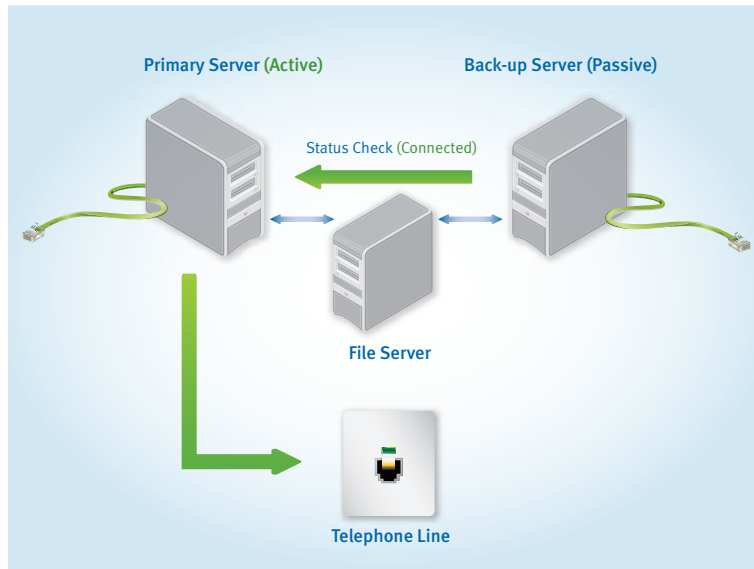 Primary Server (Active)
Back-up Server (Passive)
Status Check (Connected)
File Server
Telephone Line